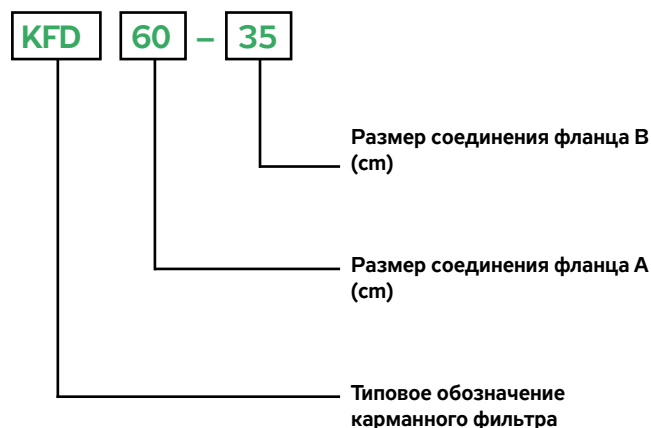 KFD 60 – 35
Размер соединения фланца B
(cm)
Размер соединения фланца A
(cm)
Типовое обозначение
карманного фильтра